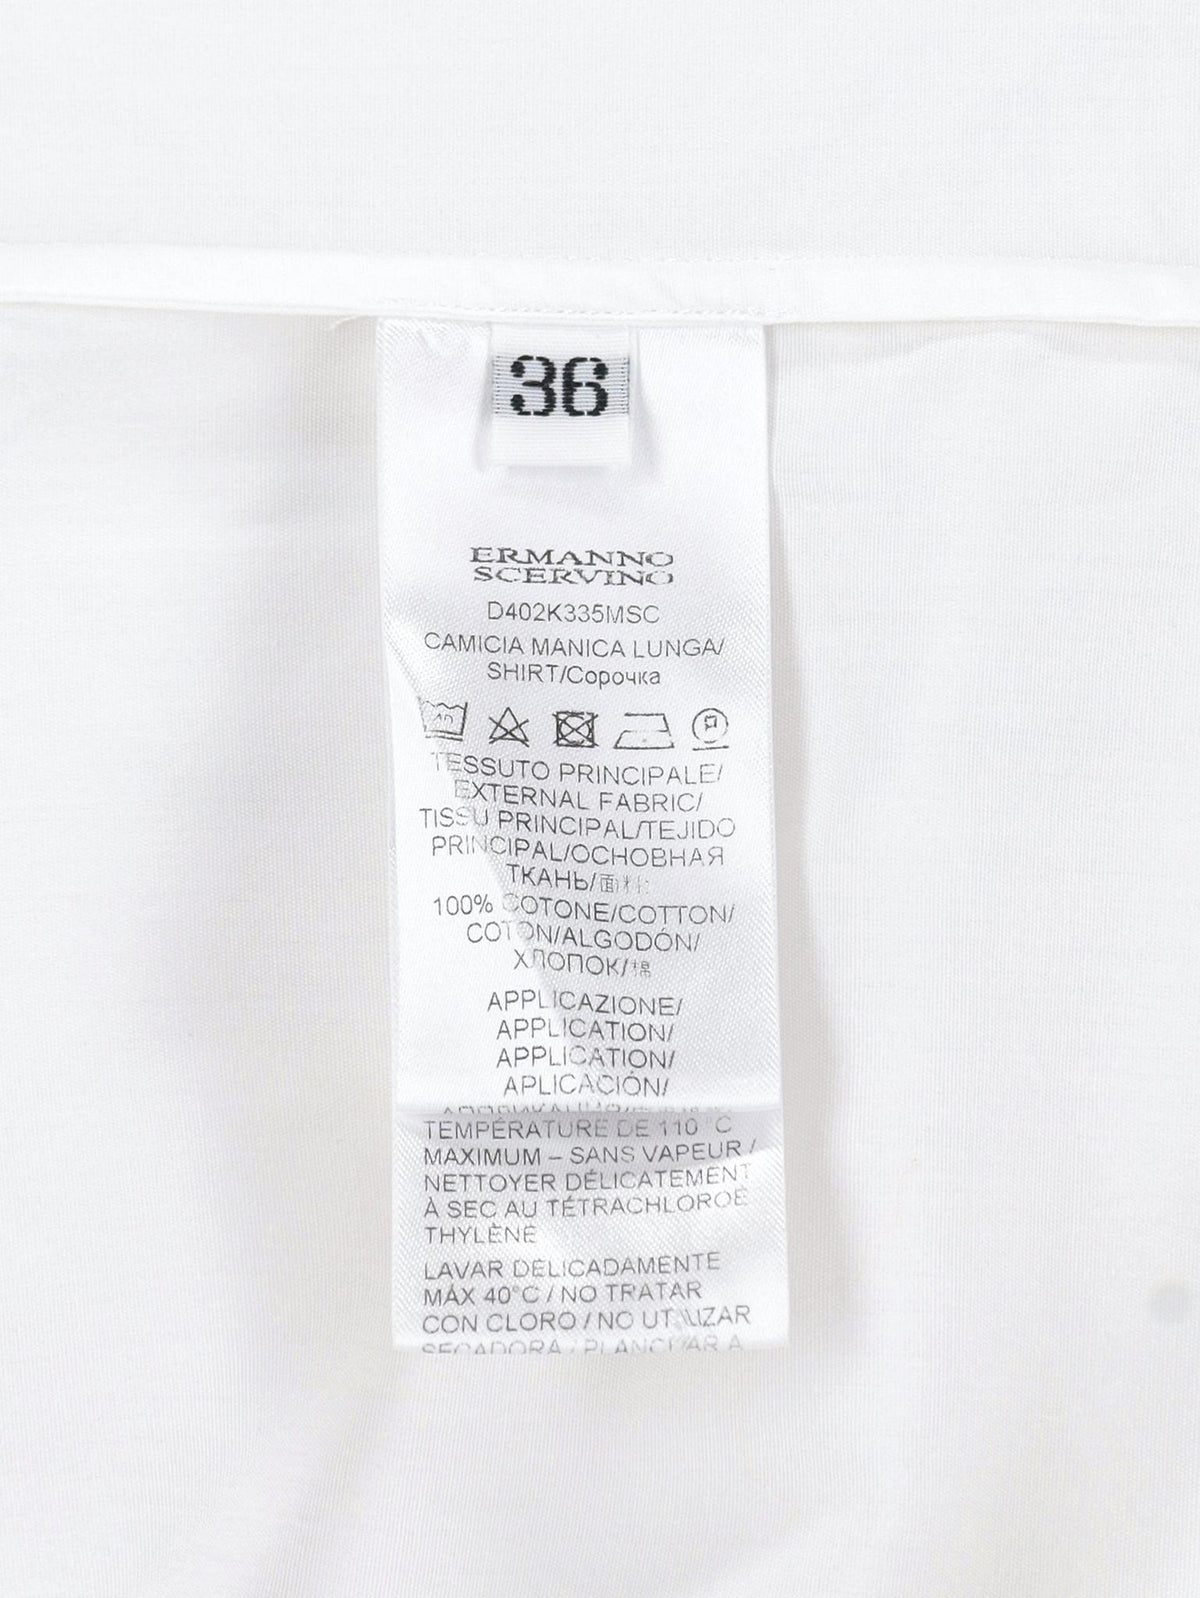 36
ERMANNO
SCERVINO
D402K335MSC
CAMICIA MANICA LUNGA/
SHIRT/Сорочка
TESSUTO PRINCIPALE/
EXTERNAL FABRIC/
TISSU PRINCIPAL/TEJIDO
PRINCIPAL/ОСНОВНАЯ
ТКАНЬ/面料:
100% COTONE/COTTON/
COTON/ALGODÓN/
ХЛОПОК/棉
APPLICAZIONE/
APPLICATION/
APPLICATION/
APLICACIÓN/
TEMPÉRATURE DE 110 °C
MAXIMUM – SANS VAPEUR /
NETTOYER DÉLICATEMENT
À SEC AU TÉTRACHLOROÉ
THYLÈNE
LAVAR DELICADAMENTE
MÁX 40°C / NO TRATAR
CON CLORO / NO UTILIZAR
SECADORA / PLANCHAR A